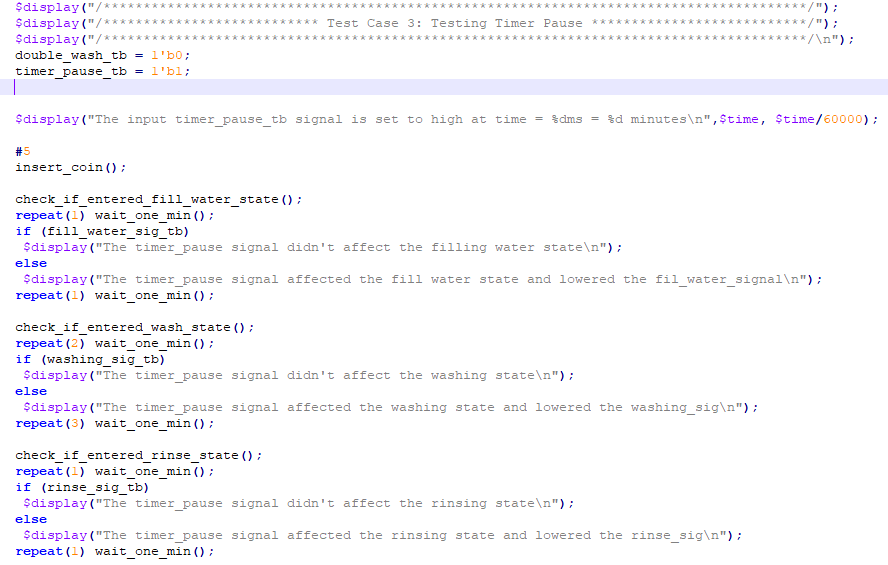 $display("/****************************************************************************************/");
$display("/*************************** Test Case 3: Testing Timer Pause ***************************/");
$display("/****************************************************************************************/\n");
double_wash_tb = 1'b0;
timer_pause_tb = 1'b1;
$display("The input timer_pause_tb signal is set to high at time = %dms = %d minutes\n",$time, $time/60000);
#5
insert_coin();
check_if_entered_fill_water_state();
repeat(1) wait_one_min();
if (fill_water_sig_tb)
$display("The timer_pause signal didn't affect the filling water state\n");
else
$display("The timer_pause signal affected the fill water state and lowered the fil_water_signal\n");
repeat(1) wait_one_min();
check_if_entered_wash_state();
repeat(2) wait_one_min();
if (washing_sig_tb)
$display("The timer_pause signal didn't affect the washing state\n");
else
$display("The timer_pause signal affected the washing state and lowered the washing_sig\n");
repeat(3) wait_one_min();
check_if_entered_rinse_state();
repeat(1) wait_one_min();
if (rinse_sig_tb)
$display("The timer_pause signal didn't affect the rinsing state\n");
else
$display("The timer_pause signal affected the rinsing state and lowered the rinse_sig\n");
repeat(1) wait_one_min();